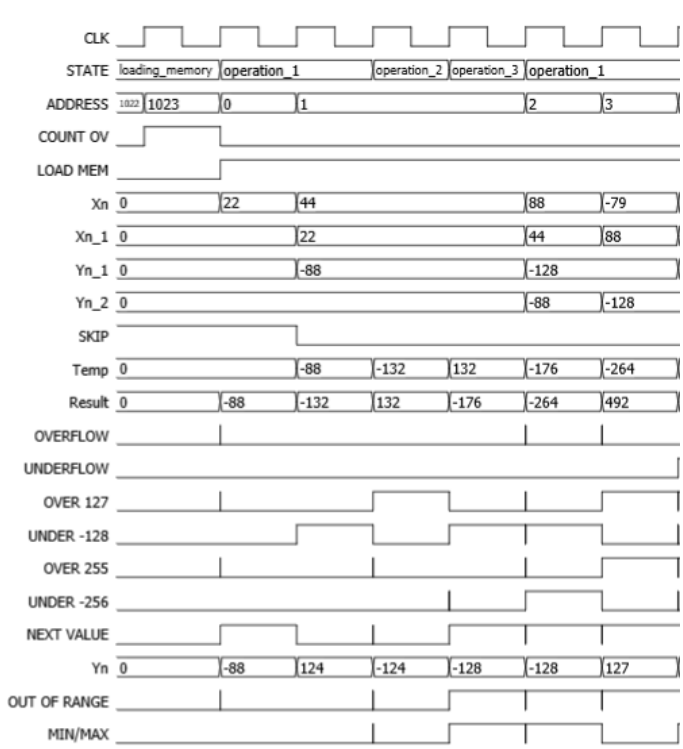 CLK
STATE loading_memory operation_1 operation_2 operation_3 operation_1
ADDRESS 1022 1023 0 1 2 3
COUNT OV
LOAD MEM
Xn 0 22 44 88 -79
Xn_1 0 22 44 88
Yn_1 0 -88 -128
Yn_2 0 -88 -128
SKIP
Temp 0 -88 -132 132 -176 -264
Result 0 -88 -132 132 -176 -264 492
OVERFLOW
UNDERFLOW
OVER 127
UNDER -128
OVER 255
UNDER -256
NEXT VALUE
Yn 0 -88 124 -124 -128 -128 127
OUT OF RANGE
MIN/MAX